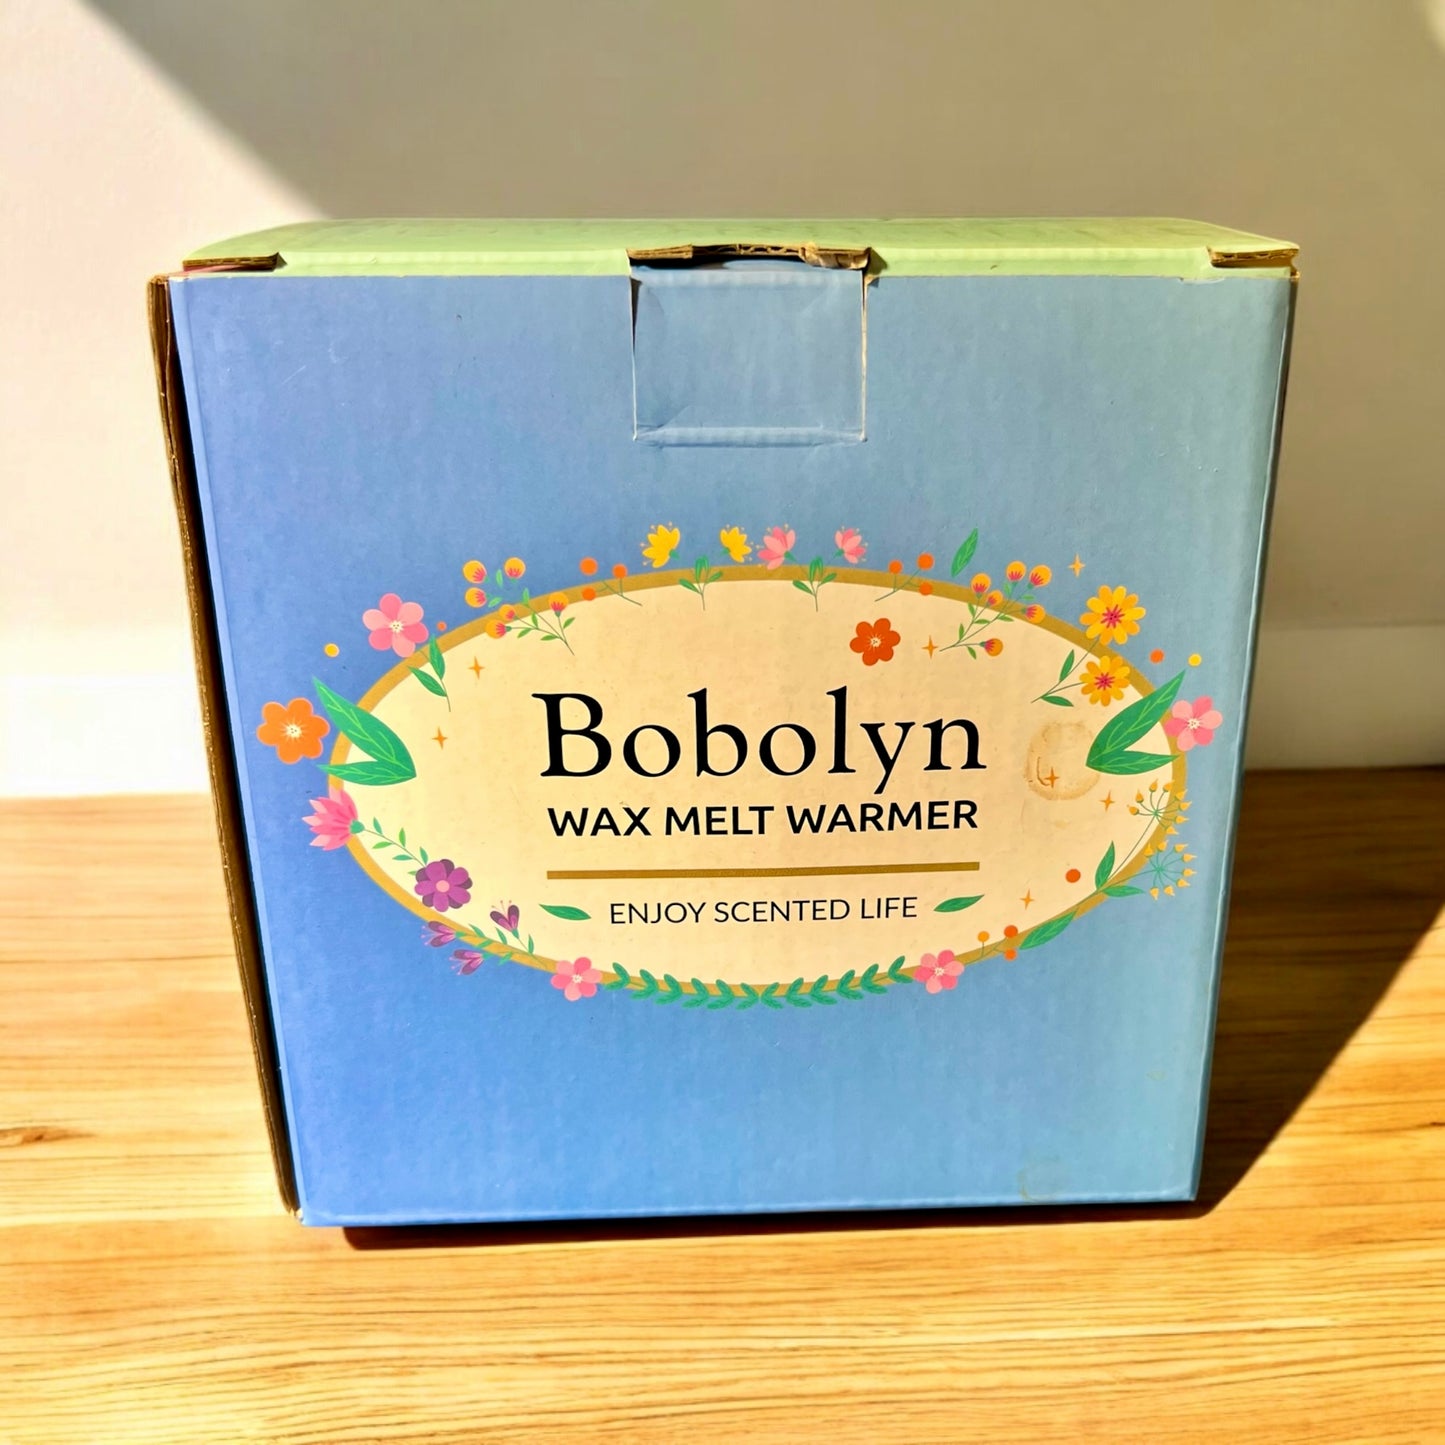 Bobolyn
WAX MELT WARMER
ENJOY SCENTED LIFE